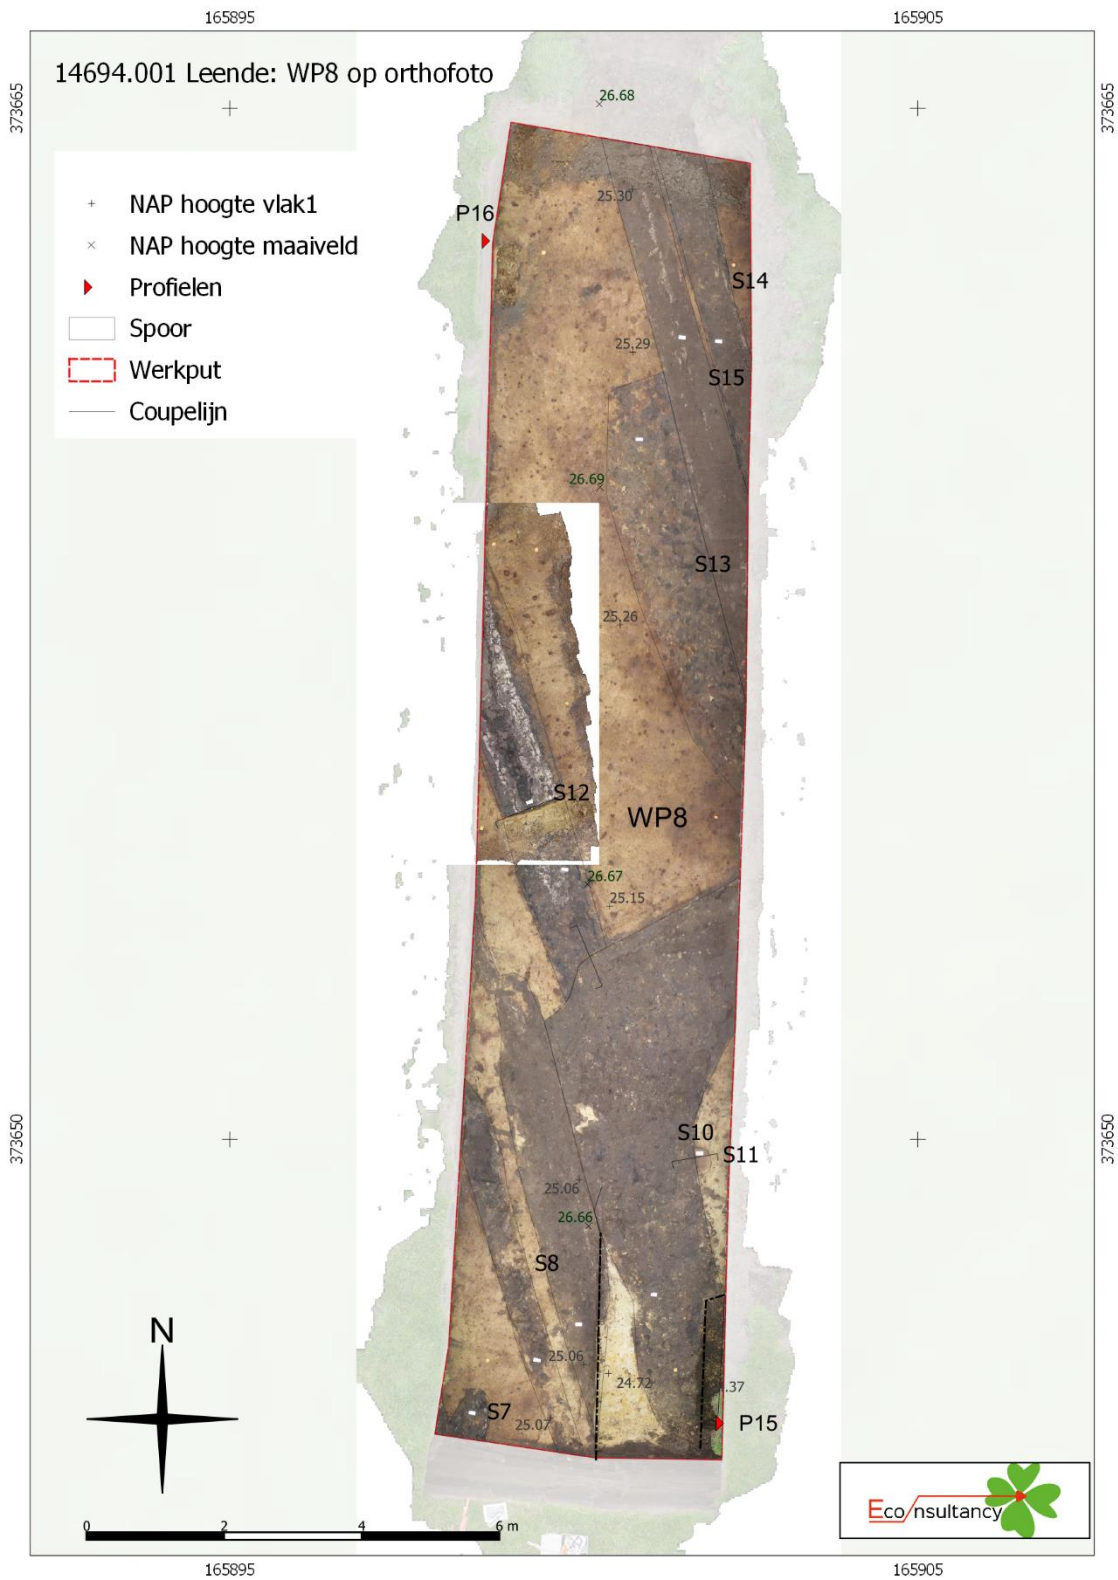 165895
165905
373665
373665
14694.001 Leende: WP8 op orthofoto
26.68
NAP hoogte vlak1
NAP hoogte maaiveld
Profielen
Spoor
Werkput
Coupelijn
25.30
P16
S14
25.29
S15
26.69
S13
25.26
S12
WP8
26.67
25.15
373650
373650
S10
S11
25.06
26.66
S8
25.06
24.72
.37
S7
25.07
P15
N
0 2 4 6 m
Econsultancy
165895
165905